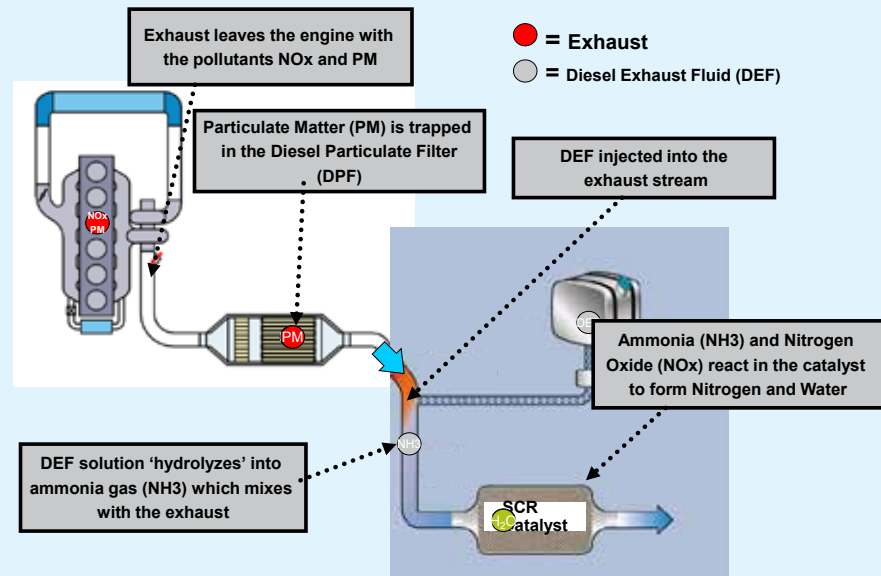 Exhaust leaves the engine with
the pollutants NOx and PM
= Exhaust
= Diesel Exhaust Fluid (DEF)
Particulate Matter (PM) is trapped
in the Diesel Particulate Filter
(DPF)
DEF injected into the
exhaust stream
NOx
PM
PM
Ammonia (NH3) and Nitrogen
Oxide (NOx) react in the catalyst
to form Nitrogen and Water
NH3
DEF solution ‘hydrolyzes’ into
ammonia gas (NH3) which mixes
with the exhaust
SCR
H₂O